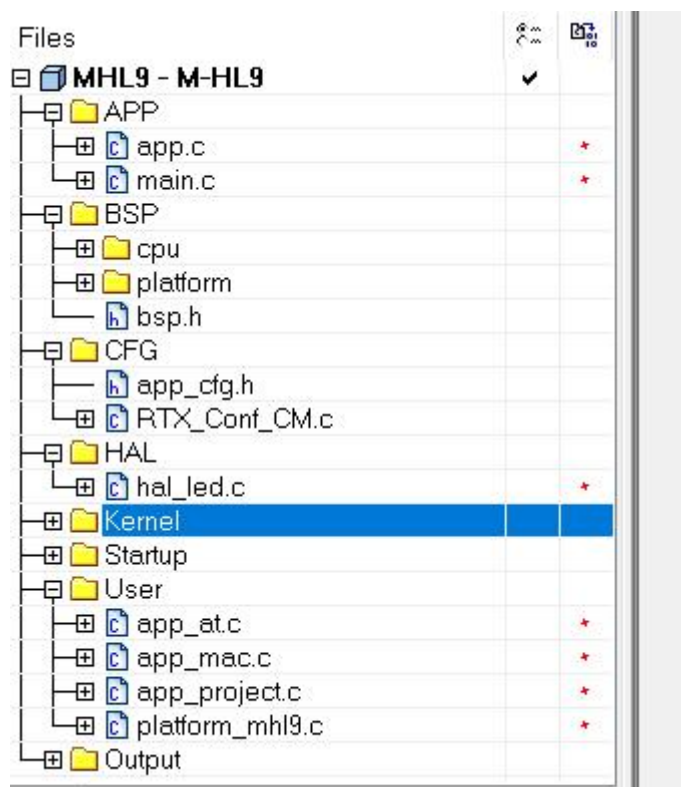 Files
MHL9 - M-HL9
APP
app.c
main.c
BSP
cpu
platform
bsp.h
CFG
app_cfg.h
RTX_Conf_CM.c
HAL
hal_led.c
Kernel
Startup
User
app_at.c
app_mac.c
app_project.c
platform_mhl9.c
Output